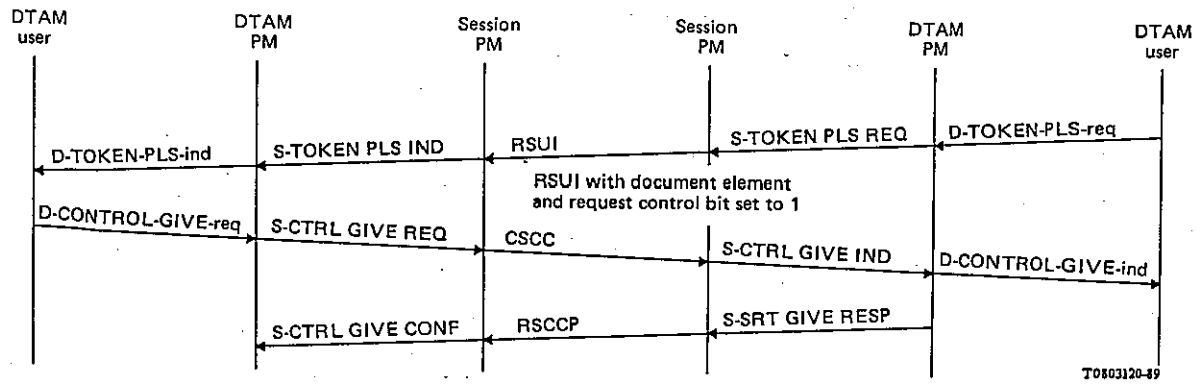 DTAM
user
DTAM
PM
Session
PM
Session
PM
DTAM
PM
DTAM
user
D-TOKEN-PLS-ind
S-TOKEN PLS IND
RSUI
S-TOKEN PLS REQ
D-TOKEN-PLS-req
RSUI with document element
and request control bit set to 1
D-CONTROL-GIVE-req
S-CTRL GIVE REQ
CSCC
S-CTRL GIVE IND
D-CONTROL-GIVE-ind
S-CTRL GIVE CONF
RSCCP
S-SRT GIVE RESP
T0803120-89